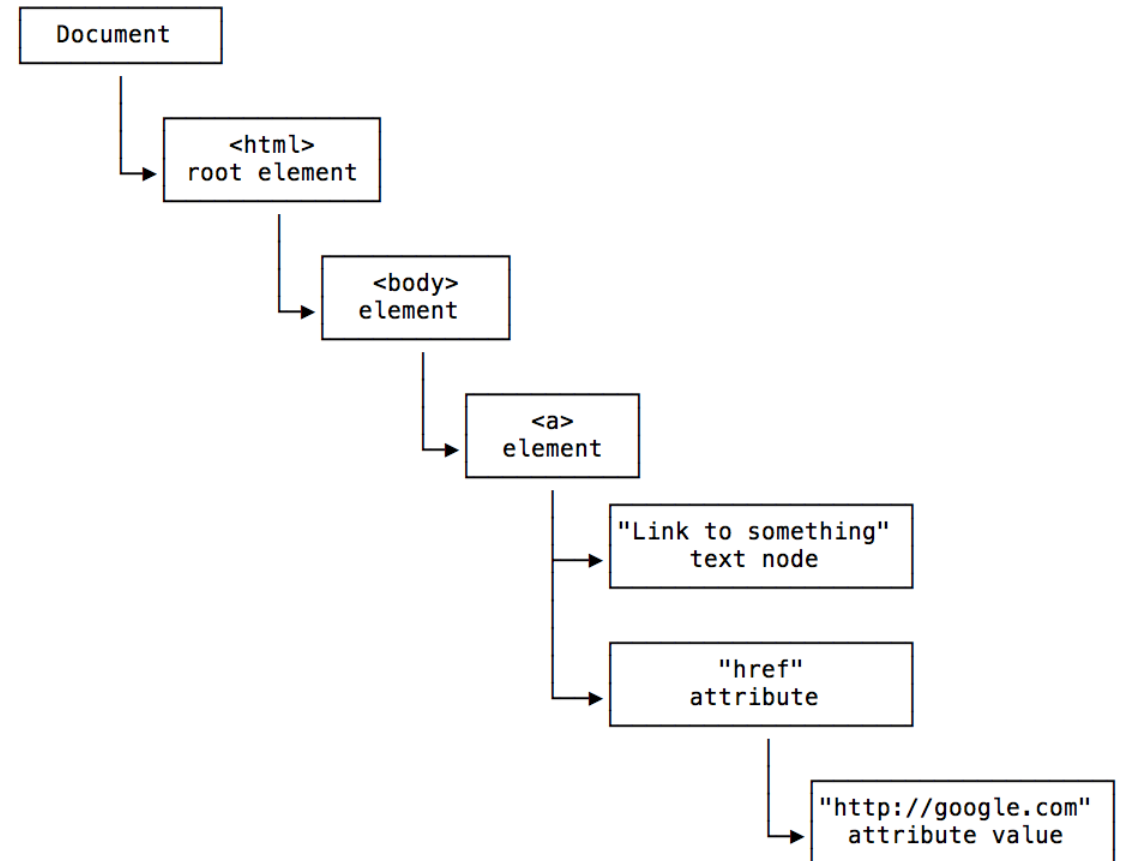 Document
<html>
root element
<body>
element
<a>
element
"Link to something"
text node
"href"
attribute
"http://google.com"
attribute value